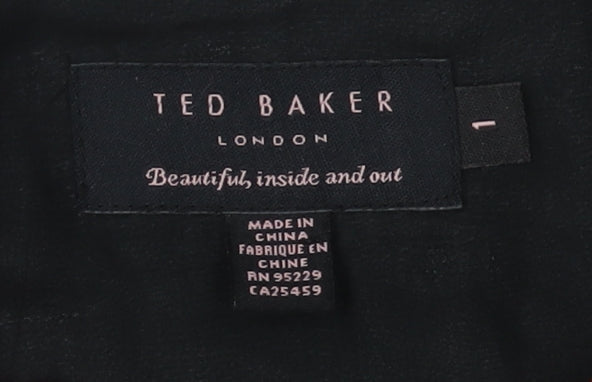 TED BAKER
LONDON
Beautiful, inside and out
1
MADE IN
CHINA
FABRIQUE EN
CHINE
RN 95229
CA25459